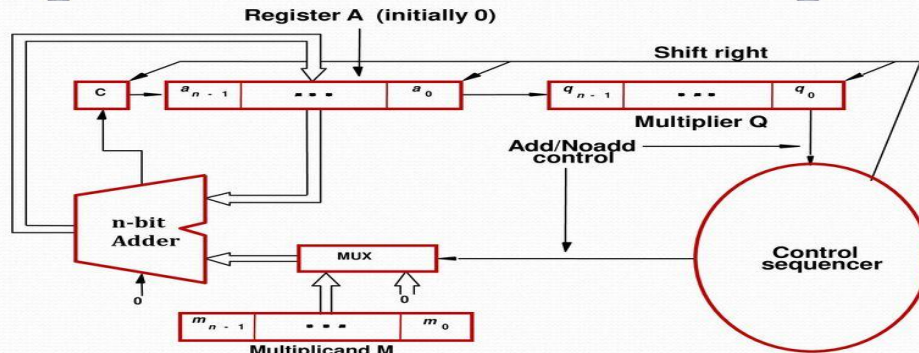 Register A (initially 0)
Shift right
C
a n - 1
a 0
q n - 1
q 0
Multiplier Q
Add/Noadd
control
n-bit
Adder
MUX
Control
sequencer
0
0
m n - 1
m 0
Multiplicand M